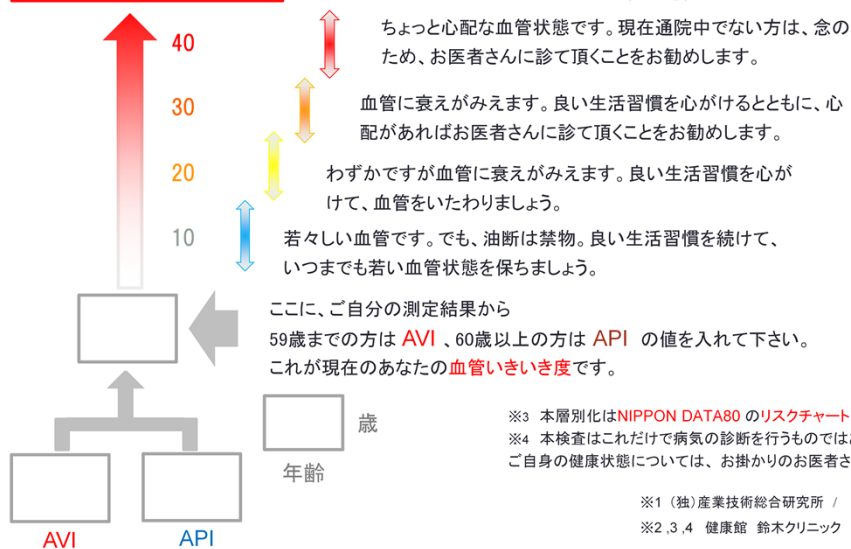 40
ちょっと心配な血管状態です。現在通院中でない方は、念の
ため、お医者さんに診て頂くことをお勧めします。
30
血管に衰えがみえます。良い生活習慣を心がけるとともに、心
配があればお医者さんに診て頂くことをお勧めします。
20
わずかですが血管に衰えがみえます。良い生活習慣を心が
けて、血管をいたわりましょう。
10
若々しい血管です。でも、油断は禁物。良い生活習慣を続けて、
いつまでも若い血管状態を保ちましょう。
ここに、ご自分の測定結果から
59歳までの方は AVI 、60歳以上の方は API の値を入れて下さい。
これが現在のあなたの血管いきいき度です。
歳
年齢
AVI
API
※3 本層別化はNIPPON DATA80 のリスクチャート
※4 本検査はこれだけで病気の診断を行うものでは
ご自身の健康状態については、お掛かりのお医者さ
※1 （独）産業技術総合研究所 /
※2 ,3 ,4 健康館 鈴木クリニック